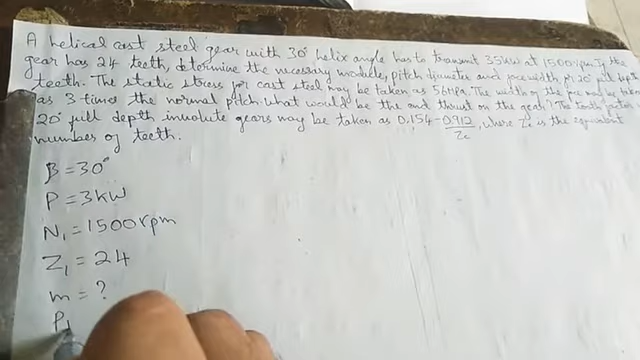 A helical cast steel gear with 30° helix angle has to transmit 35kW at 1500rpm. If the
gear has 24 teeth, determine the necessary module, pitch diameter and face width for 20° full depth
teeth. The static stress for cast steel may be taken as 56MPa. The width of the face may be taken
as 3 times the normal pitch. What would be the end thrust on the gear? The tooth factor
20° full depth involute gears may be taken as 0.154-0.912/Ze, where Ze is the equivalent
number of teeth.
β = 30°
P = 3kW
N1 = 1500rpm
Z1 = 24
m = ?
P